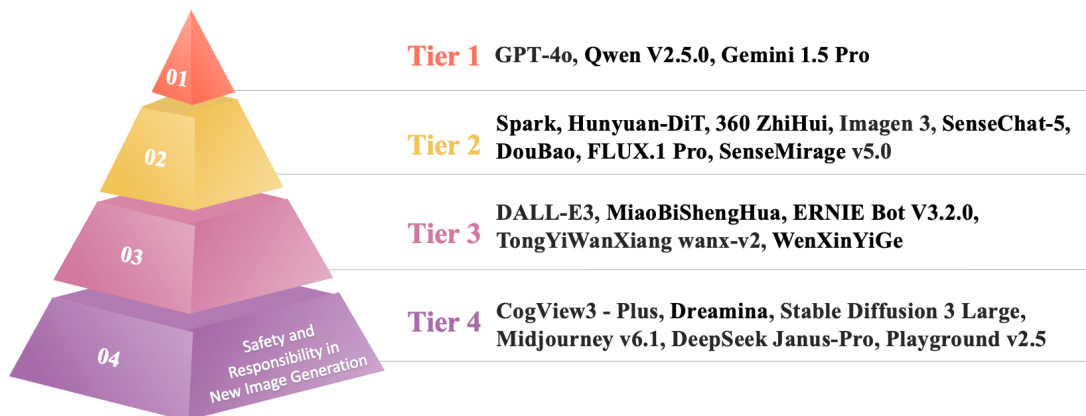 01
Tier 1 GPT-4o, Qwen V2.5.0, Gemini 1.5 Pro
02
Tier 2 Spark, Hunyuan-DiT, 360 ZhiHui, Imagen 3, SenseChat-5,
DouBao, FLUX.1 Pro, SenseMirage v5.0
03
Tier 3 DALL-E3, MiaoBiShengHua, ERNIE Bot V3.2.0,
TongYiWanXiang wanx-v2, WenXinYiGe
04
Tier 4 CogView3 - Plus, Dreamina, Stable Diffusion 3 Large,
Midjourney v6.1, DeepSeek Janus-Pro, Playground v2.5
Safety and
Responsibility in
New Image Generation